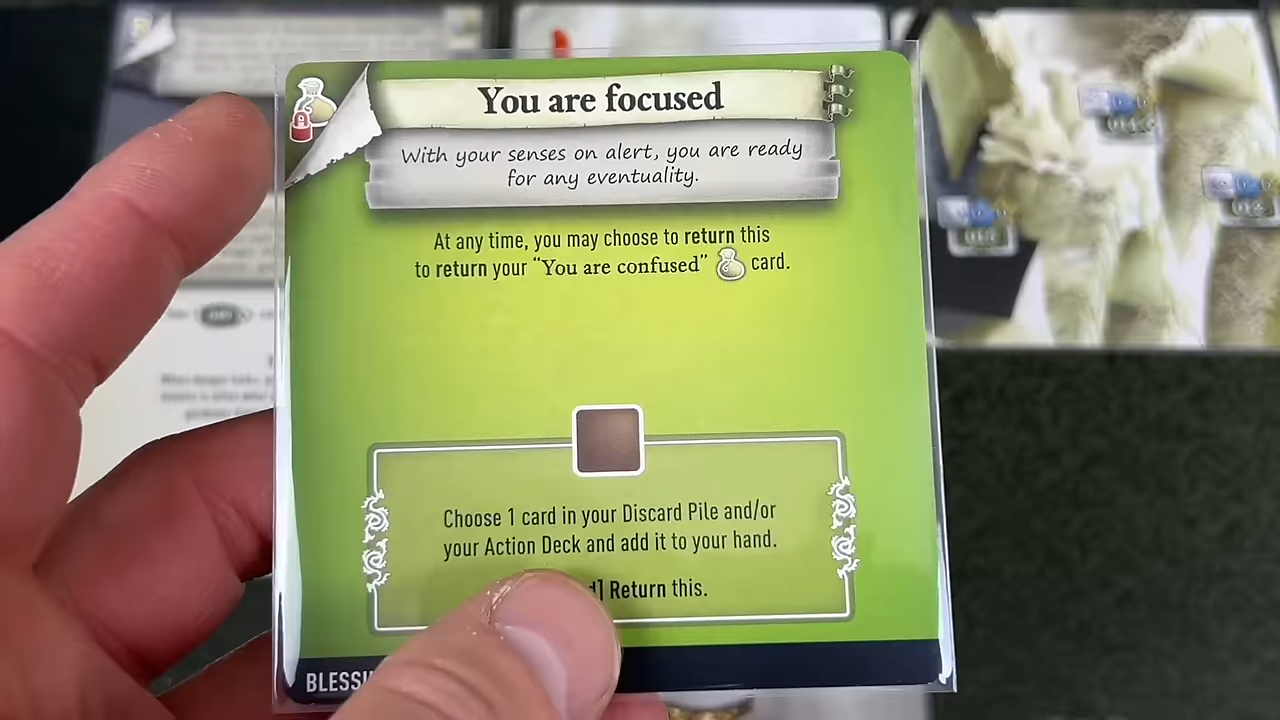 You are focused
With your senses on alert, you are ready
for any eventuality.
At any time, you may choose to return this
to return your “You are confused” card.
Choose 1 card in your Discard Pile and/or
your Action Deck and add it to your hand.
Return this.